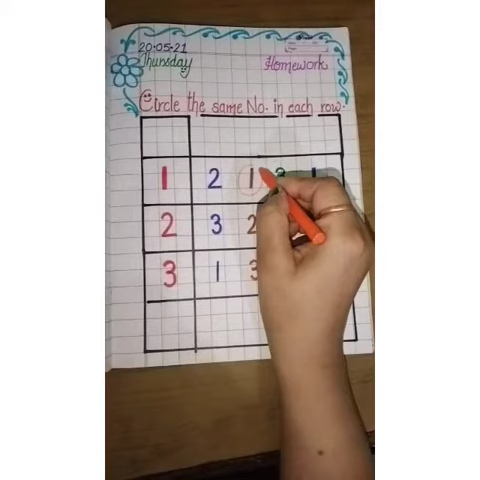 20.05.21
Thursday
Homework
Circle the same No. in each row.
1 2 1 1
2 3 2
3 1 3